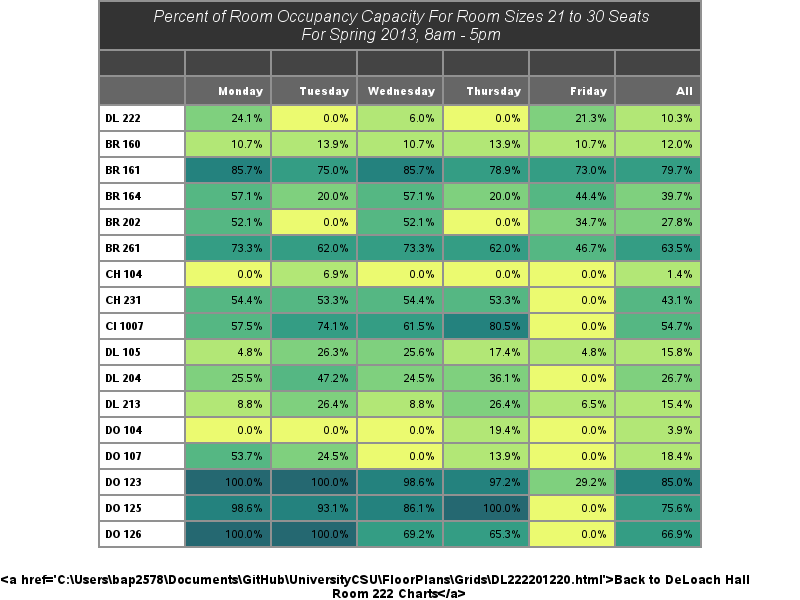 Percent of Room Occupancy Capacity For Room Sizes 21 to 30 Seats
For Spring 2013, 8am - 5pm
Monday Tuesday Wednesday Thursday Friday All
DL 222 24.1% 0.0% 6.0% 0.0% 21.3% 10.3%
BR 160 10.7% 13.9% 10.7% 13.9% 10.7% 12.0%
BR 161 85.7% 75.0% 85.7% 78.9% 73.0% 79.7%
BR 164 57.1% 20.0% 57.1% 20.0% 44.4% 39.7%
BR 202 52.1% 0.0% 52.1% 0.0% 34.7% 27.8%
BR 261 73.3% 62.0% 73.3% 62.0% 46.7% 63.5%
CH 104 0.0% 6.9% 0.0% 0.0% 0.0% 1.4%
CH 231 54.4% 53.3% 54.4% 53.3% 0.0% 43.1%
CI 1007 57.5% 74.1% 61.5% 80.5% 0.0% 54.7%
DL 105 4.8% 26.3% 25.6% 17.4% 4.8% 15.8%
DL 204 25.5% 47.2% 24.5% 36.1% 0.0% 26.7%
DL 213 8.8% 26.4% 8.8% 26.4% 6.5% 15.4%
DO 104 0.0% 0.0% 0.0% 19.4% 0.0% 3.9%
DO 107 53.7% 24.5% 0.0% 13.9% 0.0% 18.4%
DO 123 100.0% 100.0% 98.6% 97.2% 29.2% 85.0%
DO 125 98.6% 93.1% 86.1% 100.0% 0.0% 75.6%
DO 126 100.0% 100.0% 69.2% 65.3% 0.0% 66.9%
<a href='C:\Users\bap2578\Documents\GitHub\UniversityCSU\FloorPlans\Grids\DL222201220.html'>Back to DeLoach Hall
Room 222 Charts</a>